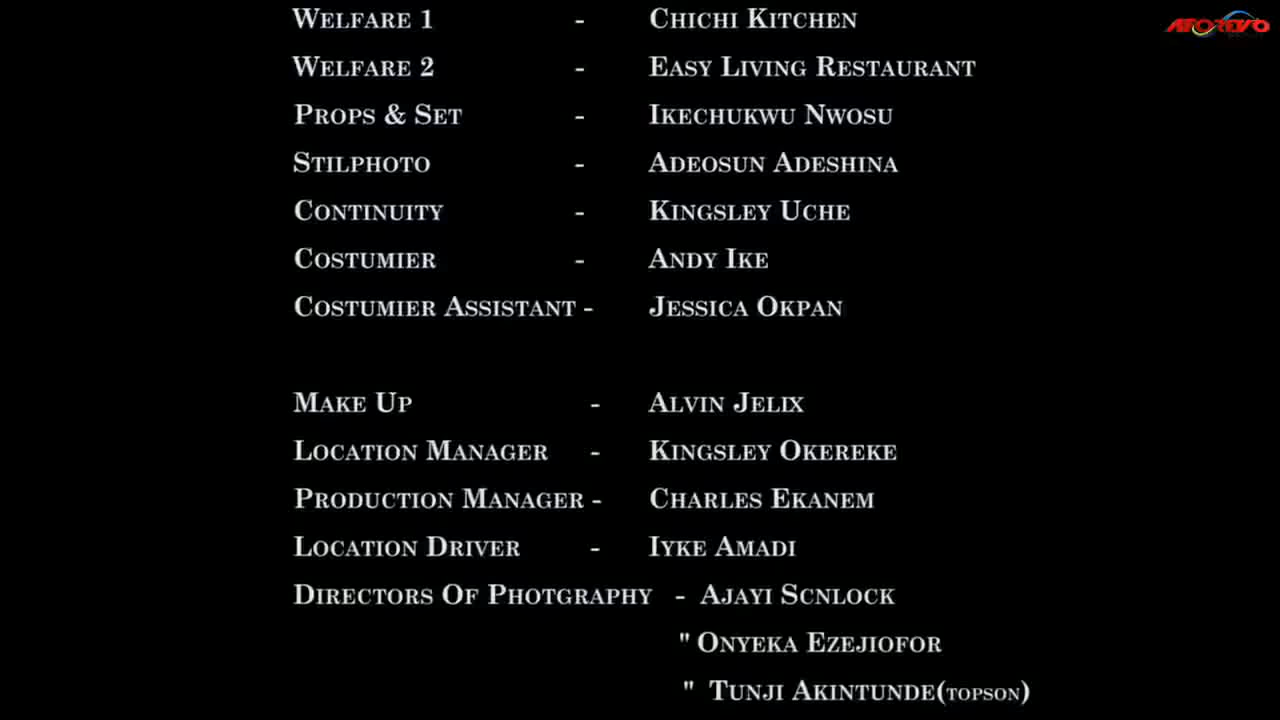 Welfare 1 - Chichi Kitchen
AFOREVO
Welfare 2 - Easy Living Restaurant
Props & Set - Ikechukwu Nwosu
Stilphoto - Adeosun Adeshina
Continuity - Kingsley Uche
Costumier - Andy Ike
Costumier Assistant - Jessica Okpan
Make Up - Alvin Jelix
Location Manager - Kingsley Okereke
Production Manager - Charles Ekanem
Location Driver - Iyke Amadi
Directors Of Photgraphy - Ajayi Scnlock
" Onyeka Ezejiofor
" Tunji Akintunde(topson)